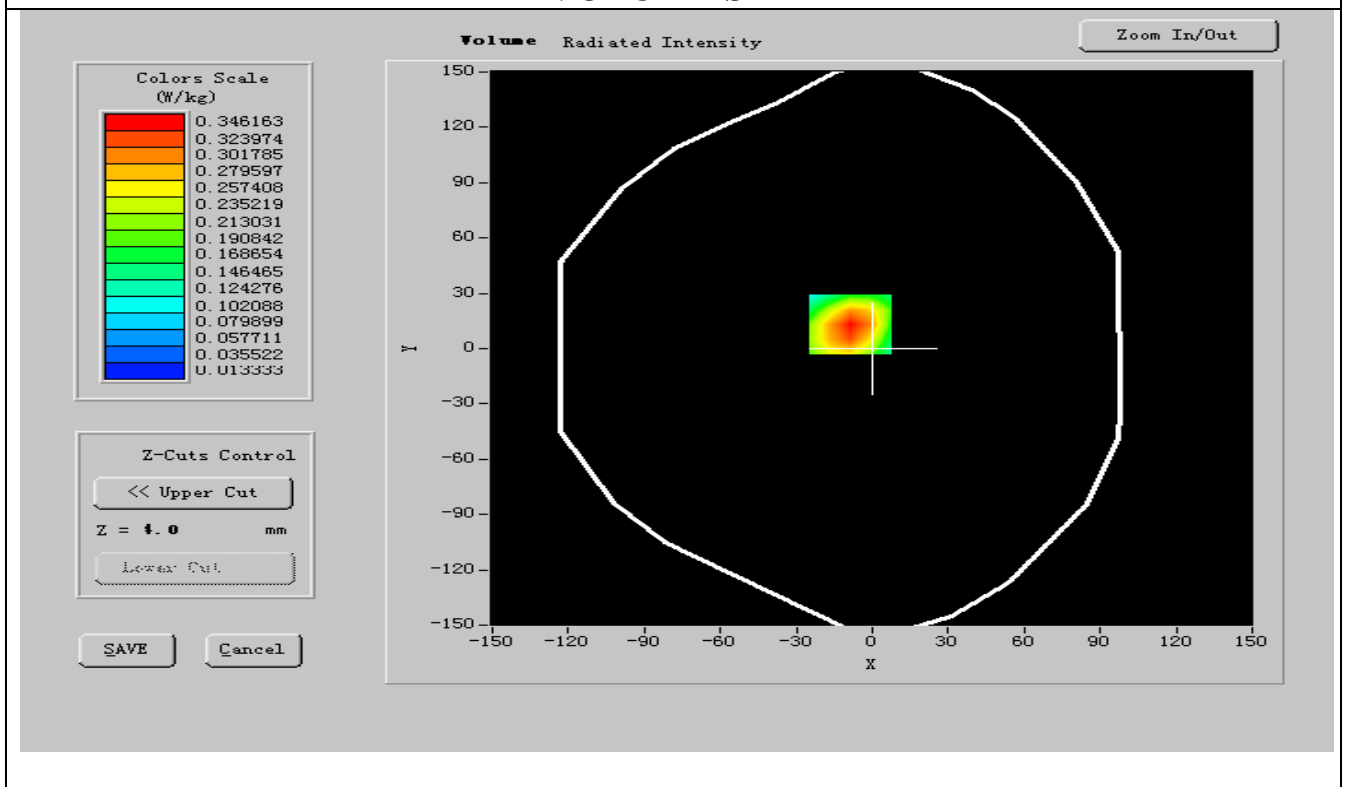 Volume Radiated Intensity
Zoom In/Out
Colors Scale
(W/kg)
0.346163
0.323974
0.301785
0.279597
0.257408
0.235219
0.213031
0.190842
0.168654
0.146465
0.124276
0.102088
0.079899
0.057711
0.035522
0.013333
Z-Cuts Control
<< Upper Cut
Z = 4.0 mm
Lower Cut
SAVE
Cancel
150
120
90
60
30
0
-30
-60
-90
-120
-150
Y
-150 -120 -90 -60 -30 0 30 60 90 120 150
X